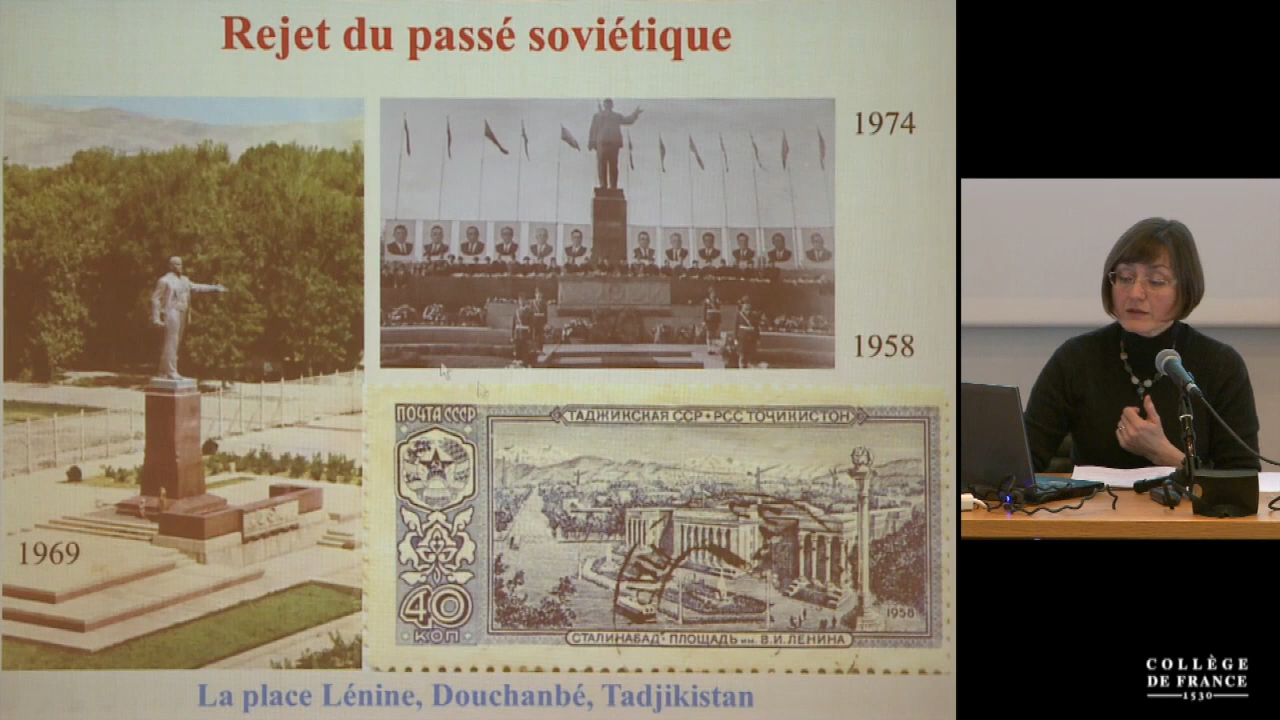 Rejet du passé soviétique
1974
1958
1969
ПОЧТА СССР
ТАДЖИКСКАЯ ССР • РСС ТОҶИКИСТОН
40
КОП
1958
СТАЛИНАБАД • ПЛОЩАДЬ им. В.И.ЛЕНИНА
La place Lénine, Douchanbé, Tadjikistan
COLLÈGE
DE FRANCE
1530